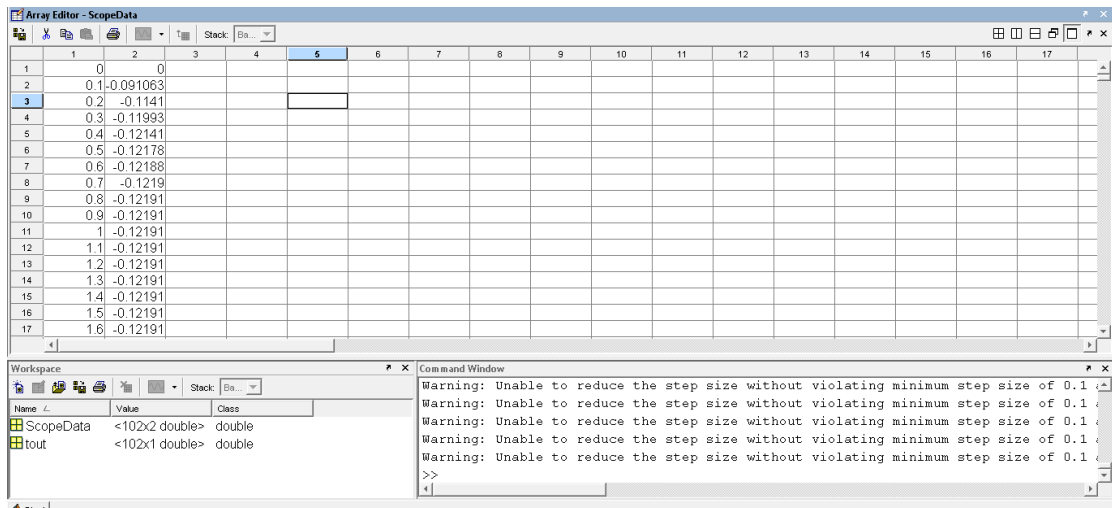 Array Editor - ScopeData
Stack: Ba...
1 2 3 4 5 6 7 8 9 10 11 12 13 14 15 16 17
1 0 0
2 0.1 -0.091063
3 0.2 -0.1141
4 0.3 -0.11993
5 0.4 -0.12141
6 0.5 -0.12178
7 0.6 -0.12188
8 0.7 -0.1219
9 0.8 -0.12191
10 0.9 -0.12191
11 1 -0.12191
12 1.1 -0.12191
13 1.2 -0.12191
14 1.3 -0.12191
15 1.4 -0.12191
16 1.5 -0.12191
17 1.6 -0.12191
Workspace
Stack: Ba...
Name Value Class
ScopeData <102x2 double> double
tout <102x1 double> double
Command Window
Warning: Unable to reduce the step size without violating minimum step size of 0.1
Warning: Unable to reduce the step size without violating minimum step size of 0.1
Warning: Unable to reduce the step size without violating minimum step size of 0.1
Warning: Unable to reduce the step size without violating minimum step size of 0.1
Warning: Unable to reduce the step size without violating minimum step size of 0.1
>>